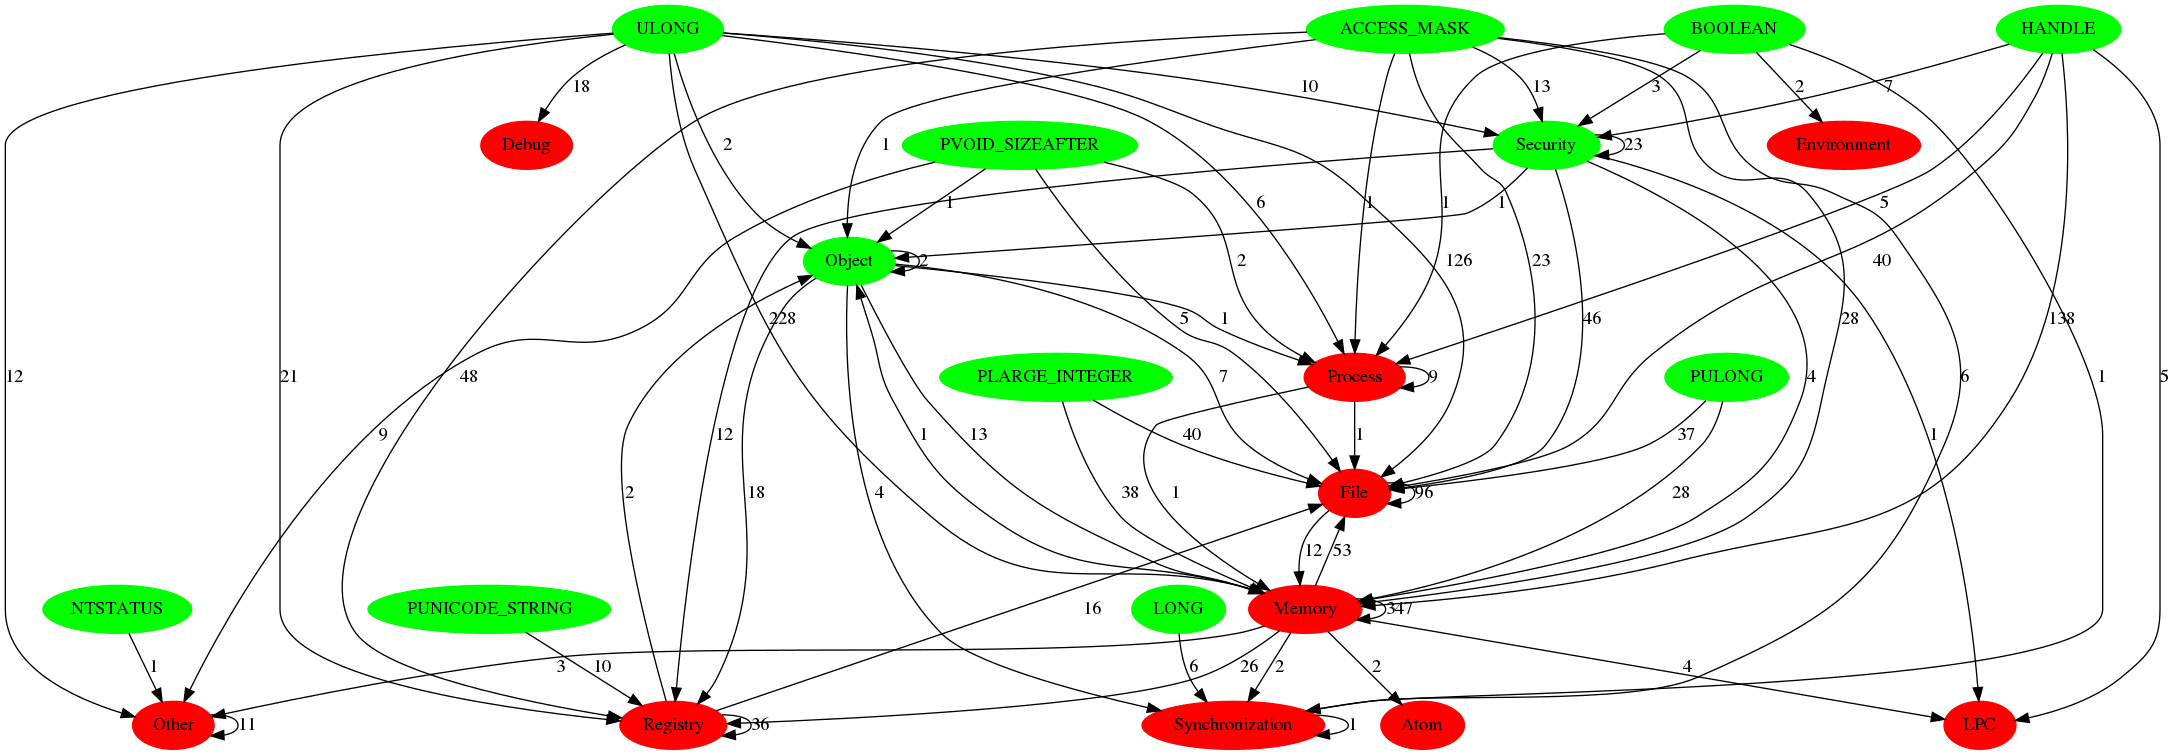 ULONG ACCESS_MASK BOOLEAN HANDLE
18 10 13 3 2 7
Debug PVOID_SIZEAFTER Security Environment
2 1 23
1 6 1 1 1 5
Object 2 2 126 23 40
228 1 5 46 28 138
12 21 48 Process PLARGE_INTEGER PULONG 7 9 4 6 1 5
9 12 1 13 40 1 37 1
2 18 4 38 1 File 96 28
12 53
NTSTATUS PUNICODE_STRING 16 LONG Memory 347
1 3 10 6 26 2 2 4
Other 11 Registry 36 Synchronization 1 Atom LPC